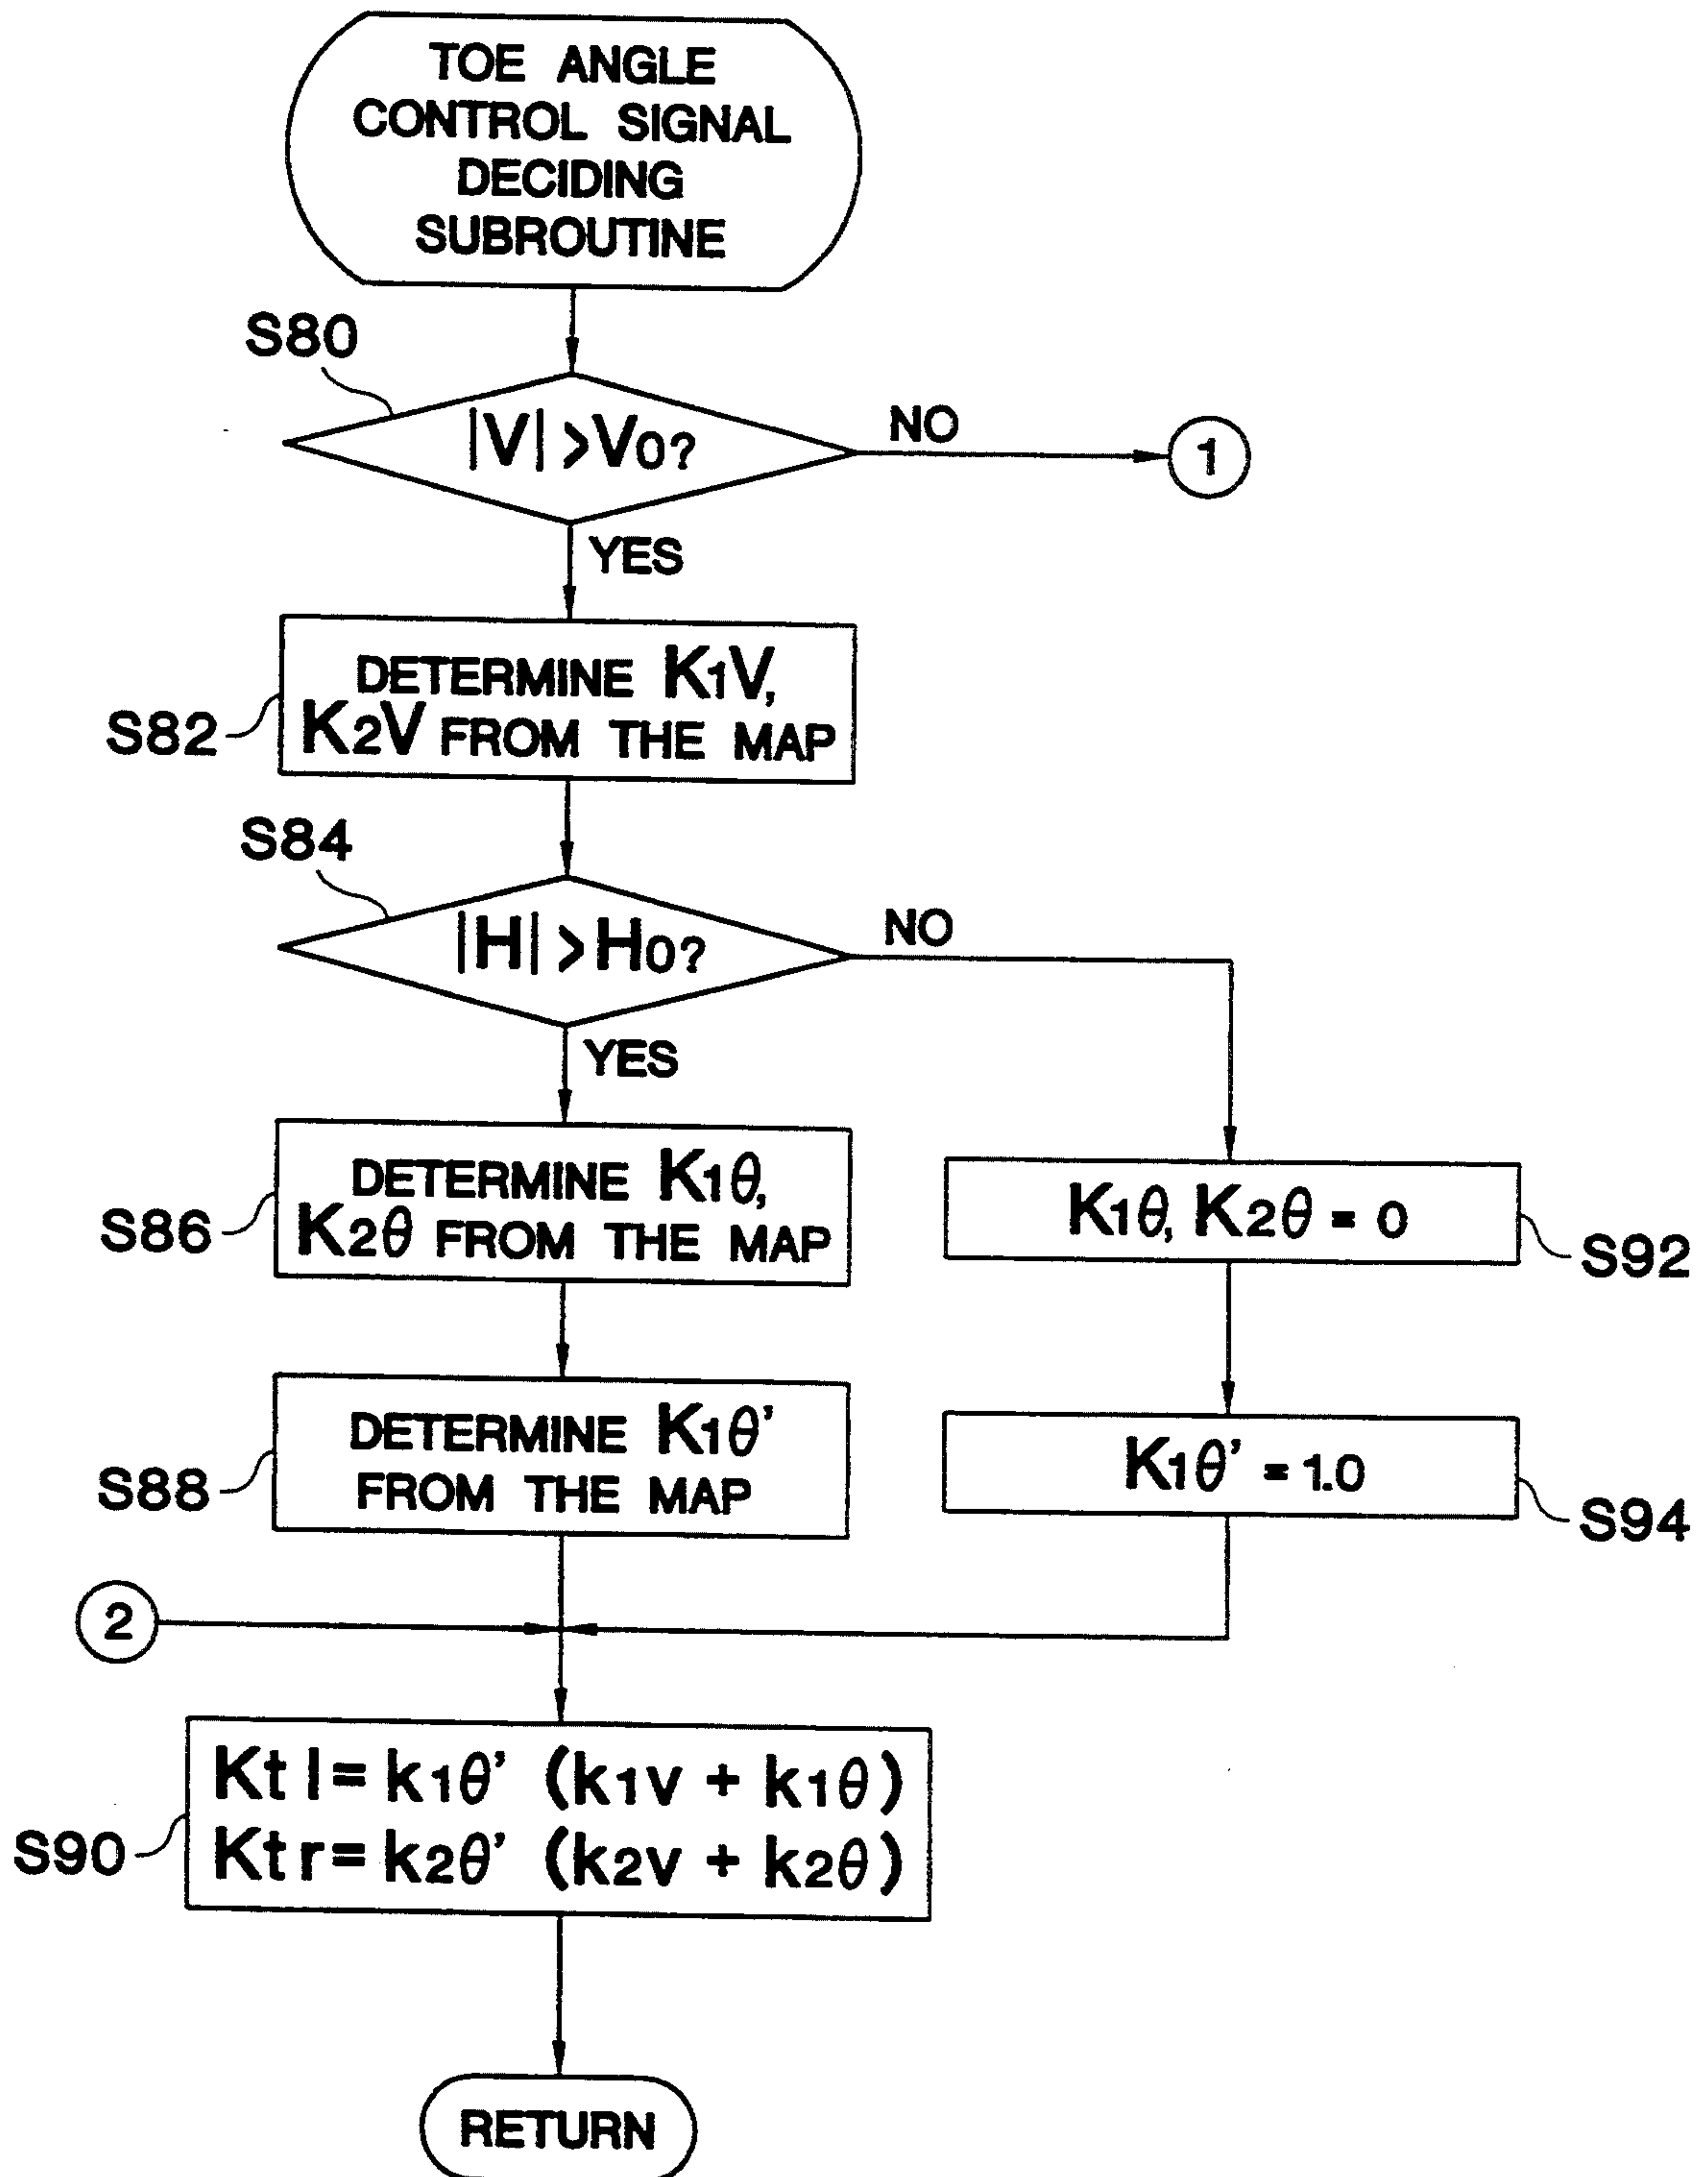 TOE ANGLE
CONTROL SIGNAL
DECIDING
SUBROUTINE
S80
|V| >V0?
NO
1
YES
DETERMINE K1V,
K2V FROM THE MAP
S82
S84
|H| >H0?
NO
YES
DETERMINE K1θ,
K2θ FROM THE MAP
S86
K1θ, K2θ = 0
S92
DETERMINE K1θ'
FROM THE MAP
S88
K1θ' = 1.0
S94
2
Ktl= k1θ' (k1v + k1θ)
Ktr= k2θ' (k2v + k2θ)
S90
RETURN